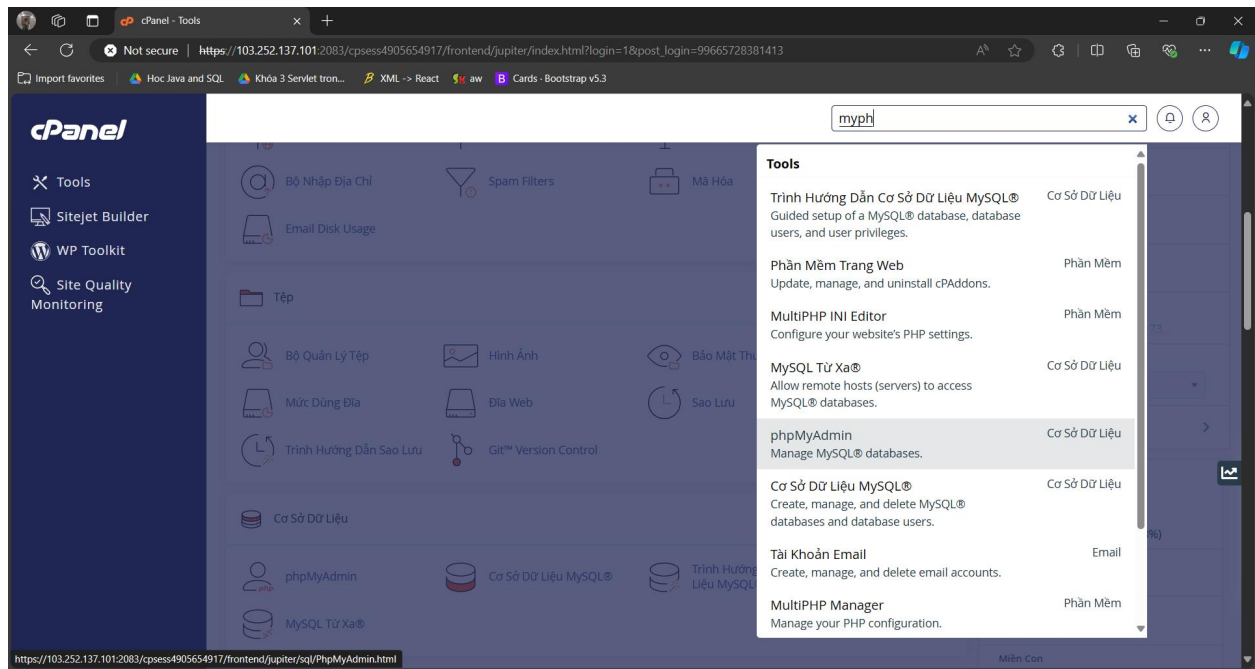 cPanel - Tools
Not secure | https://103.252.137.101:2083/cpsess4905654917/frontend/jupiter/index.html?login=1&post_login=99665728381413
Import favorites
Hoc Java and SQL
Khóa 3 Servlet tron...
XML -> React
aw
Cards · Bootstrap v5.3
cPanel
myph
Tools
Sitejet Builder
WP Toolkit
Site Quality
Monitoring
Bộ Nhập Địa Chỉ
Spam Filters
Mã Hóa
Email Disk Usage
Tệp
Bộ Quản Lý Tệp
Hình Ảnh
Bảo Mật Thư
Mức Dùng Đĩa
Đĩa Web
Sao Lưu
Trình Hướng Dẫn Sao Lưu
Git™ Version Control
Cơ Sở Dữ Liệu
phpMyAdmin
Cơ Sở Dữ Liệu MySQL®
Trình Hướng
Liệu MySQL
MySQL Từ Xa®
Tools
Trình Hướng Dẫn Cơ Sở Dữ Liệu MySQL® Cơ Sở Dữ Liệu
Guided setup of a MySQL® database, database
users, and user privileges.
Phần Mềm Trang Web Phần Mềm
Update, manage, and uninstall cPAddons.
MultiPHP INI Editor Phần Mềm
Configure your website's PHP settings.
MySQL Từ Xa® Cơ Sở Dữ Liệu
Allow remote hosts (servers) to access
MySQL® databases.
phpMyAdmin Cơ Sở Dữ Liệu
Manage MySQL® databases.
Cơ Sở Dữ Liệu MySQL® Cơ Sở Dữ Liệu
Create, manage, and delete MySQL®
databases and database users.
Tài Khoản Email Email
Create, manage, and delete email accounts.
MultiPHP Manager Phần Mềm
Manage your PHP configuration.
Miền Con
https://103.252.137.101:2083/cpsess4905654917/frontend/jupiter/sql/PhpMyAdmin.html